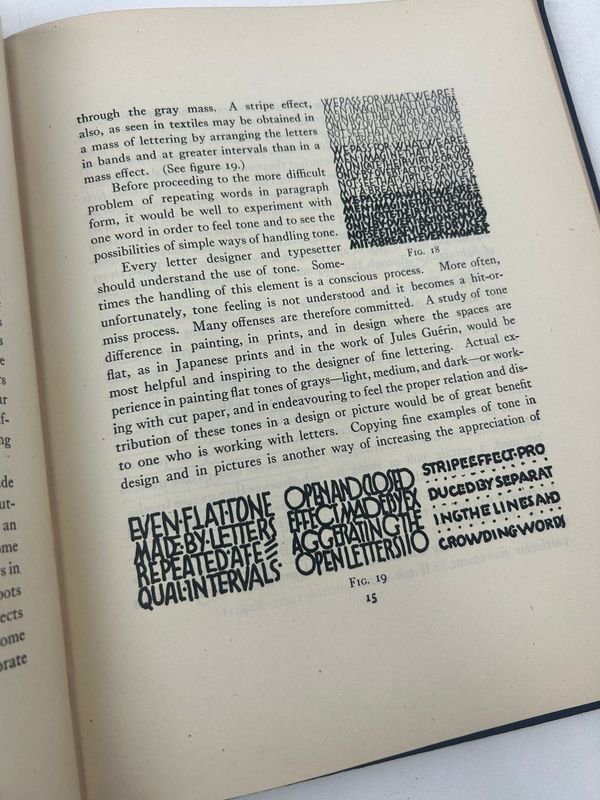 through the gray mass. A stripe effect,
also, as seen in textiles may be obtained in
a mass of lettering by arranging the letters
in bands and at greater intervals than in a
mass effect. (See figure 19.)
Before proceeding to the more difficult
problem of repeating words in paragraph
form, it would be well to experiment with
one word in order to feel tone and to see the
possibilities of simple ways of handling tone.
Every letter designer and typesetter
should understand the use of tone. Some-
WE PASS FOR WHAT WE ARE
WE PASS FOR WHAT WE ARE
FIG. 18
times the handling of this element is a conscious process. More often,
unfortunately, tone feeling is not understood and it becomes a hit-or-
miss process. Many offenses are therefore committed. A study of tone
difference in painting, in prints, and in design where the spaces are
flat, as in Japanese prints and in the work of Jules Guérin, would be
most helpful and inspiring to the designer of fine lettering. Actual ex-
perience in painting flat tones of grays—light, medium, and dark—or work-
ing with cut paper, and in endeavouring to feel the proper relation and dis-
tribution of these tones in a design or picture would be of great benefit
to one who is working with letters. Copying fine examples of tone in
design and in pictures is another way of increasing the appreciation of
EVEN·FLAT·TONE
MADE·BY·LETTERS
REPEATED·AT·E
QUAL·INTERVALS·
OPEN AND CLOSED
EFFECT MADE BY EX
AGGERATING THE
OPEN LETTERS
STRIPE EFFECT·PRO
DUCED BY SEPARAT
ING THE LINES AND
CROWDING·WORDS
FIG. 19
15